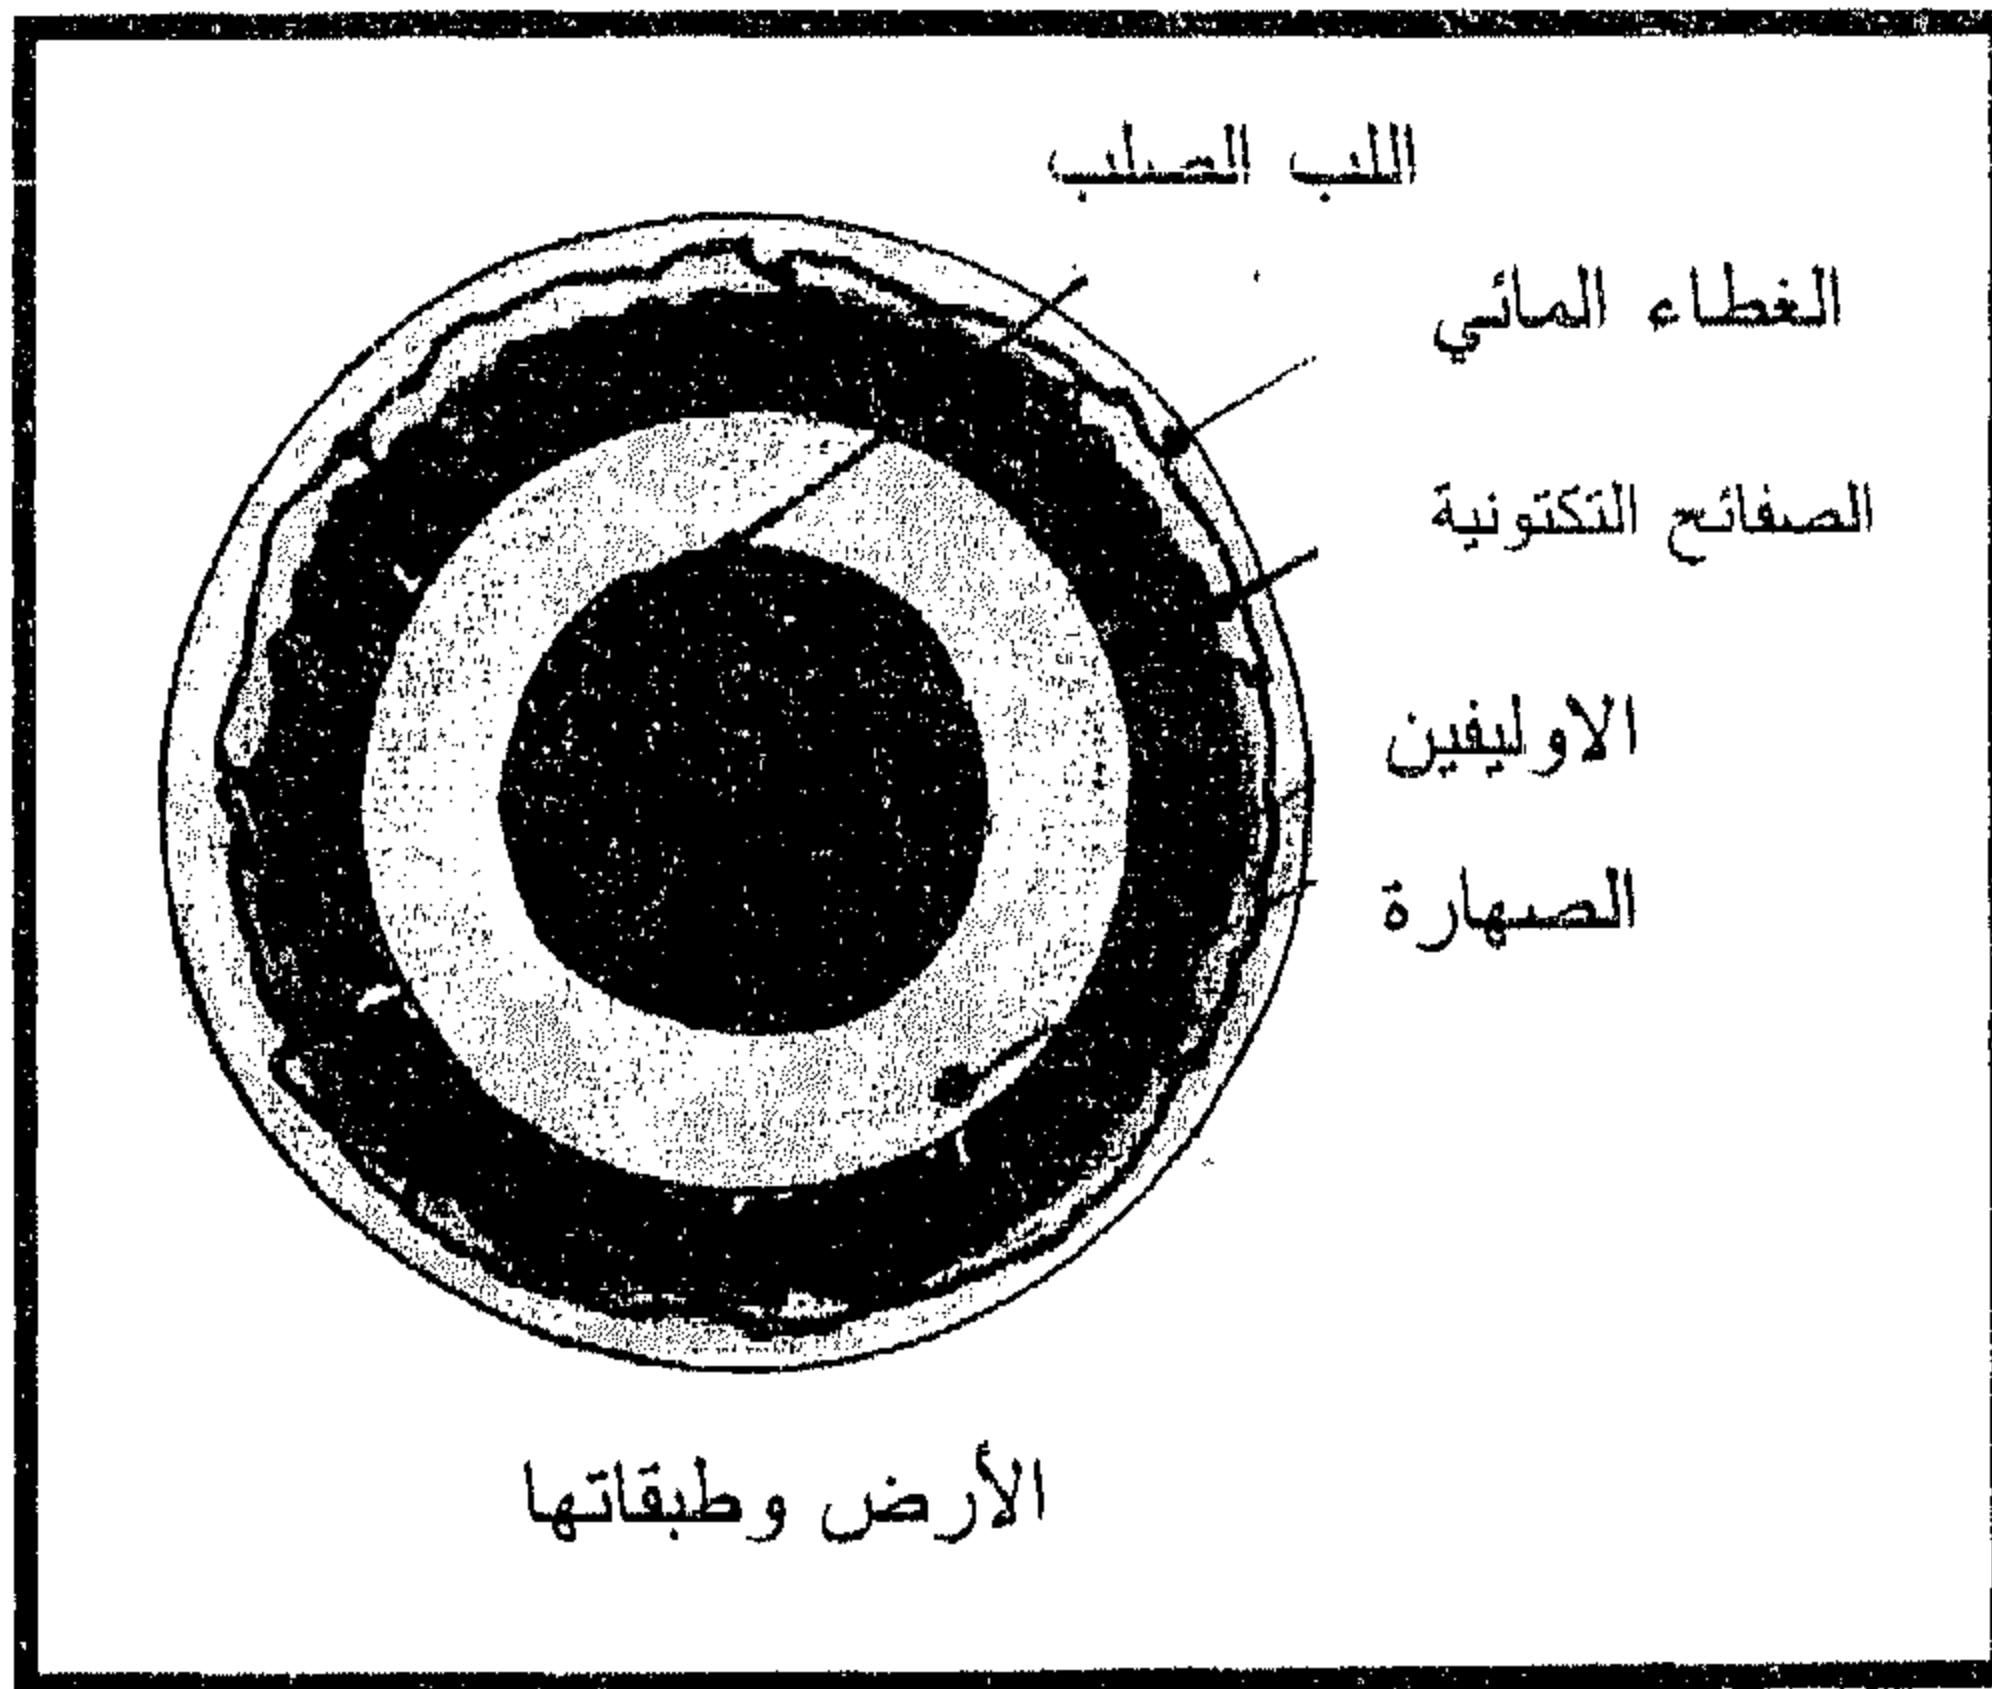 اللب الصلب
الغطاء المائي
الصفائح التكتونية
الاوليفين
الصهارة
الأرض وطبقاتها